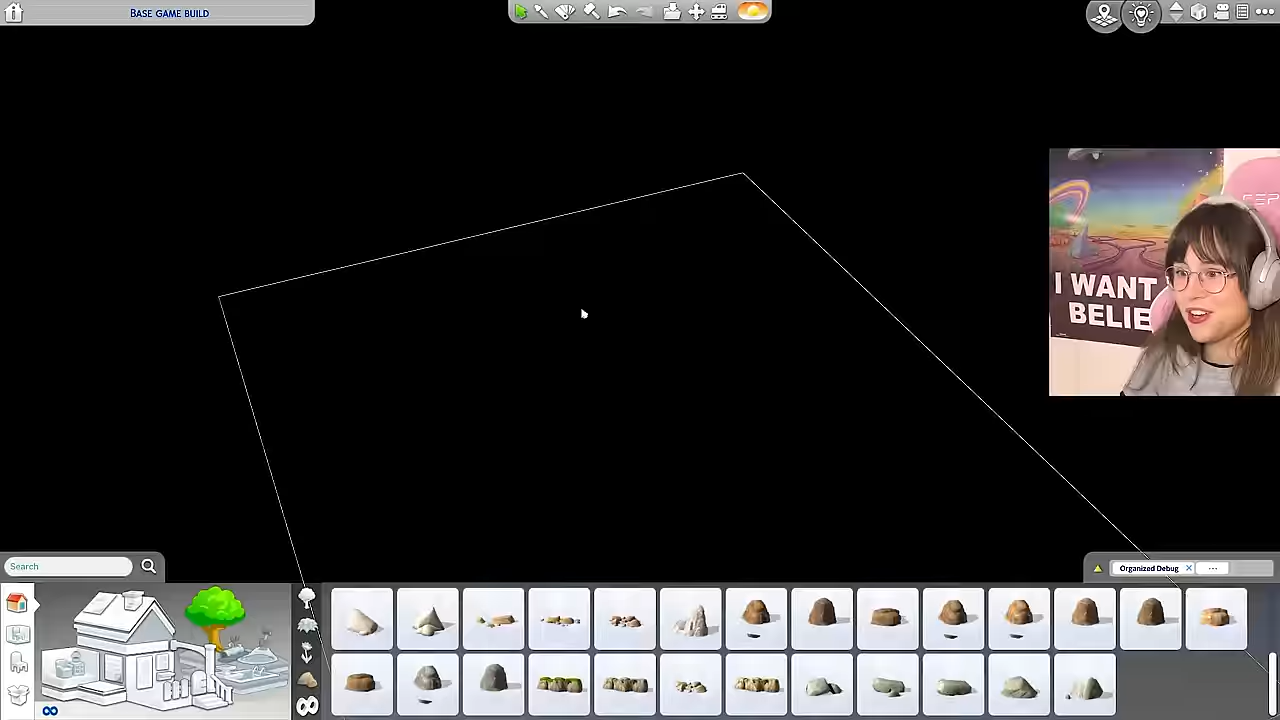 BASE GAME BUILD
I WANT
BELIE
Search
Organized Debug
...